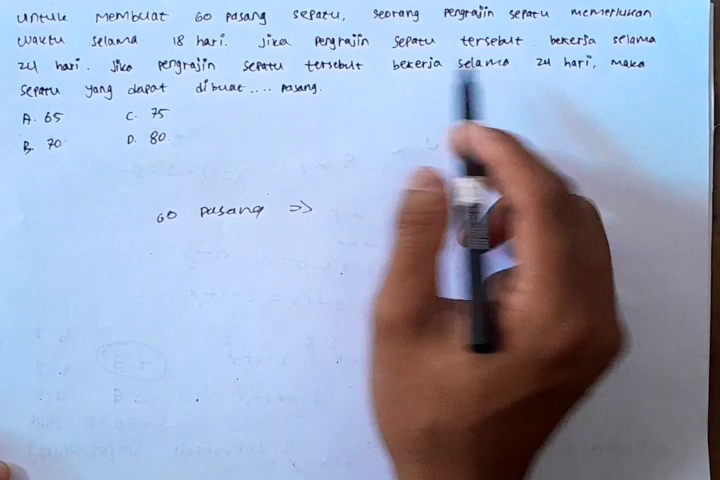 untuk membuat 60 pasang sepatu, seorang pengrajin sepatu memerlukan
waktu selama 18 hari. Jika pengrajin sepatu tersebut bekerja selama
24 hari. Jika pengrajin sepatu tersebut bekerja selama 24 hari, maka
sepatu yang dapat dibuat .... pasang.
A. 65 C. 75
B. 70 D. 80
60 pasang =>